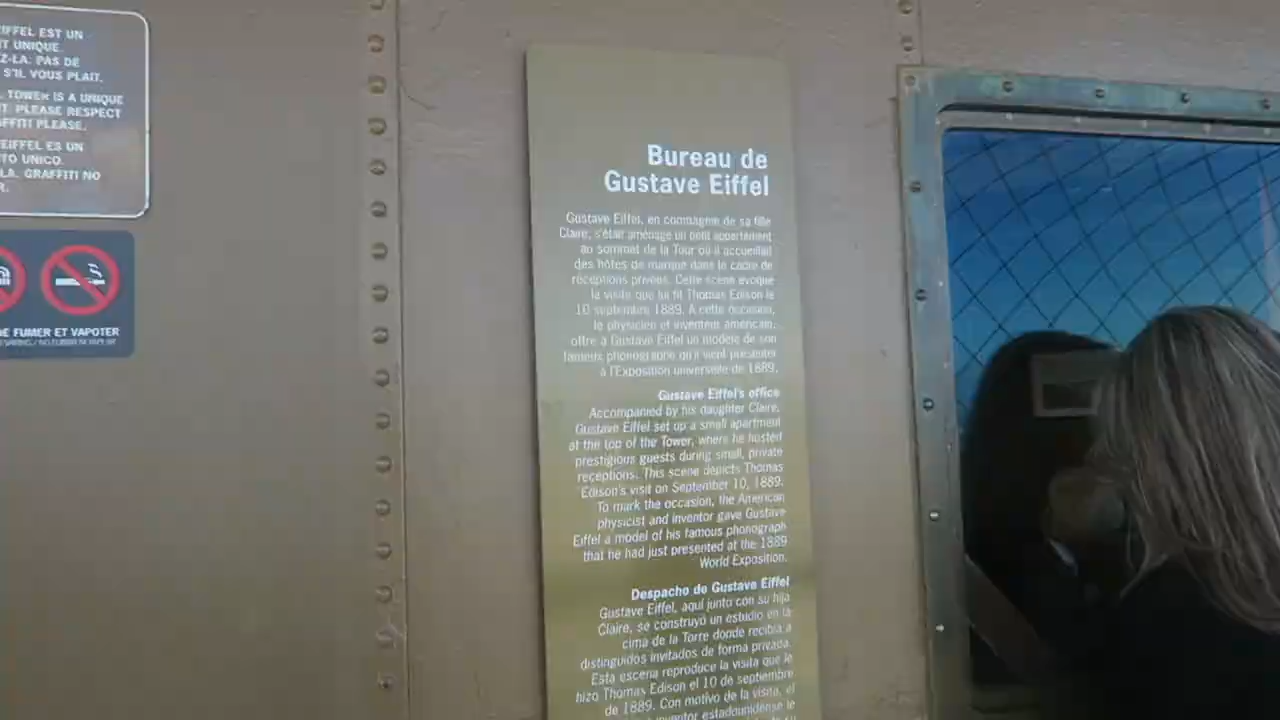 EIFFEL EST UN
T UNIQUE.
Z-LA. PAS DE
S'IL VOUS PLAIT.
TOWER IS A UNIQUE
T. PLEASE RESPECT
FFITI PLEASE.
EIFFEL ES UN
TO UNICO.
LA. GRAFFITI NO
R.
DE FUMER ET VAPOTER
Bureau de
Gustave Eiffel
Gustave Eiffel, en compagnie de sa fille
Claire, s'était aménagé un petit appartement
au sommet de la Tour où il accueillait
des hôtes de marque dans le cadre de
réceptions privées. Cette scène évoque
la visite que lui fit Thomas Edison le
10 septembre 1889. A cette occasion,
le physicien et inventeur américain,
offre à Gustave Eiffel un modèle de son
fameux phonographe qu'il vient présenter
à l'Exposition universelle de 1889.
Gustave Eiffel's office
Accompanied by his daughter Claire,
Gustave Eiffel set up a small apartment
at the top of the Tower, where he hosted
prestigious guests during small, private
receptions. This scene depicts Thomas
Edison's visit on September 10, 1889.
To mark the occasion, the American
physicist and inventor gave Gustave
Eiffel a model of his famous phonograph
that he had just presented at the 1889
World Exposition.
Despacho de Gustave Eiffel
Gustave Eiffel, aquí junto con su hija
Claire, se construyó un estudio en la
cima de la Torre donde recibía a
distinguidos invitados de forma privada.
Esta escena reproduce la visita que le
hizo Thomas Edison el 10 de septiembre
de 1889. Con motivo de la visita, el
inventor estadounidense le